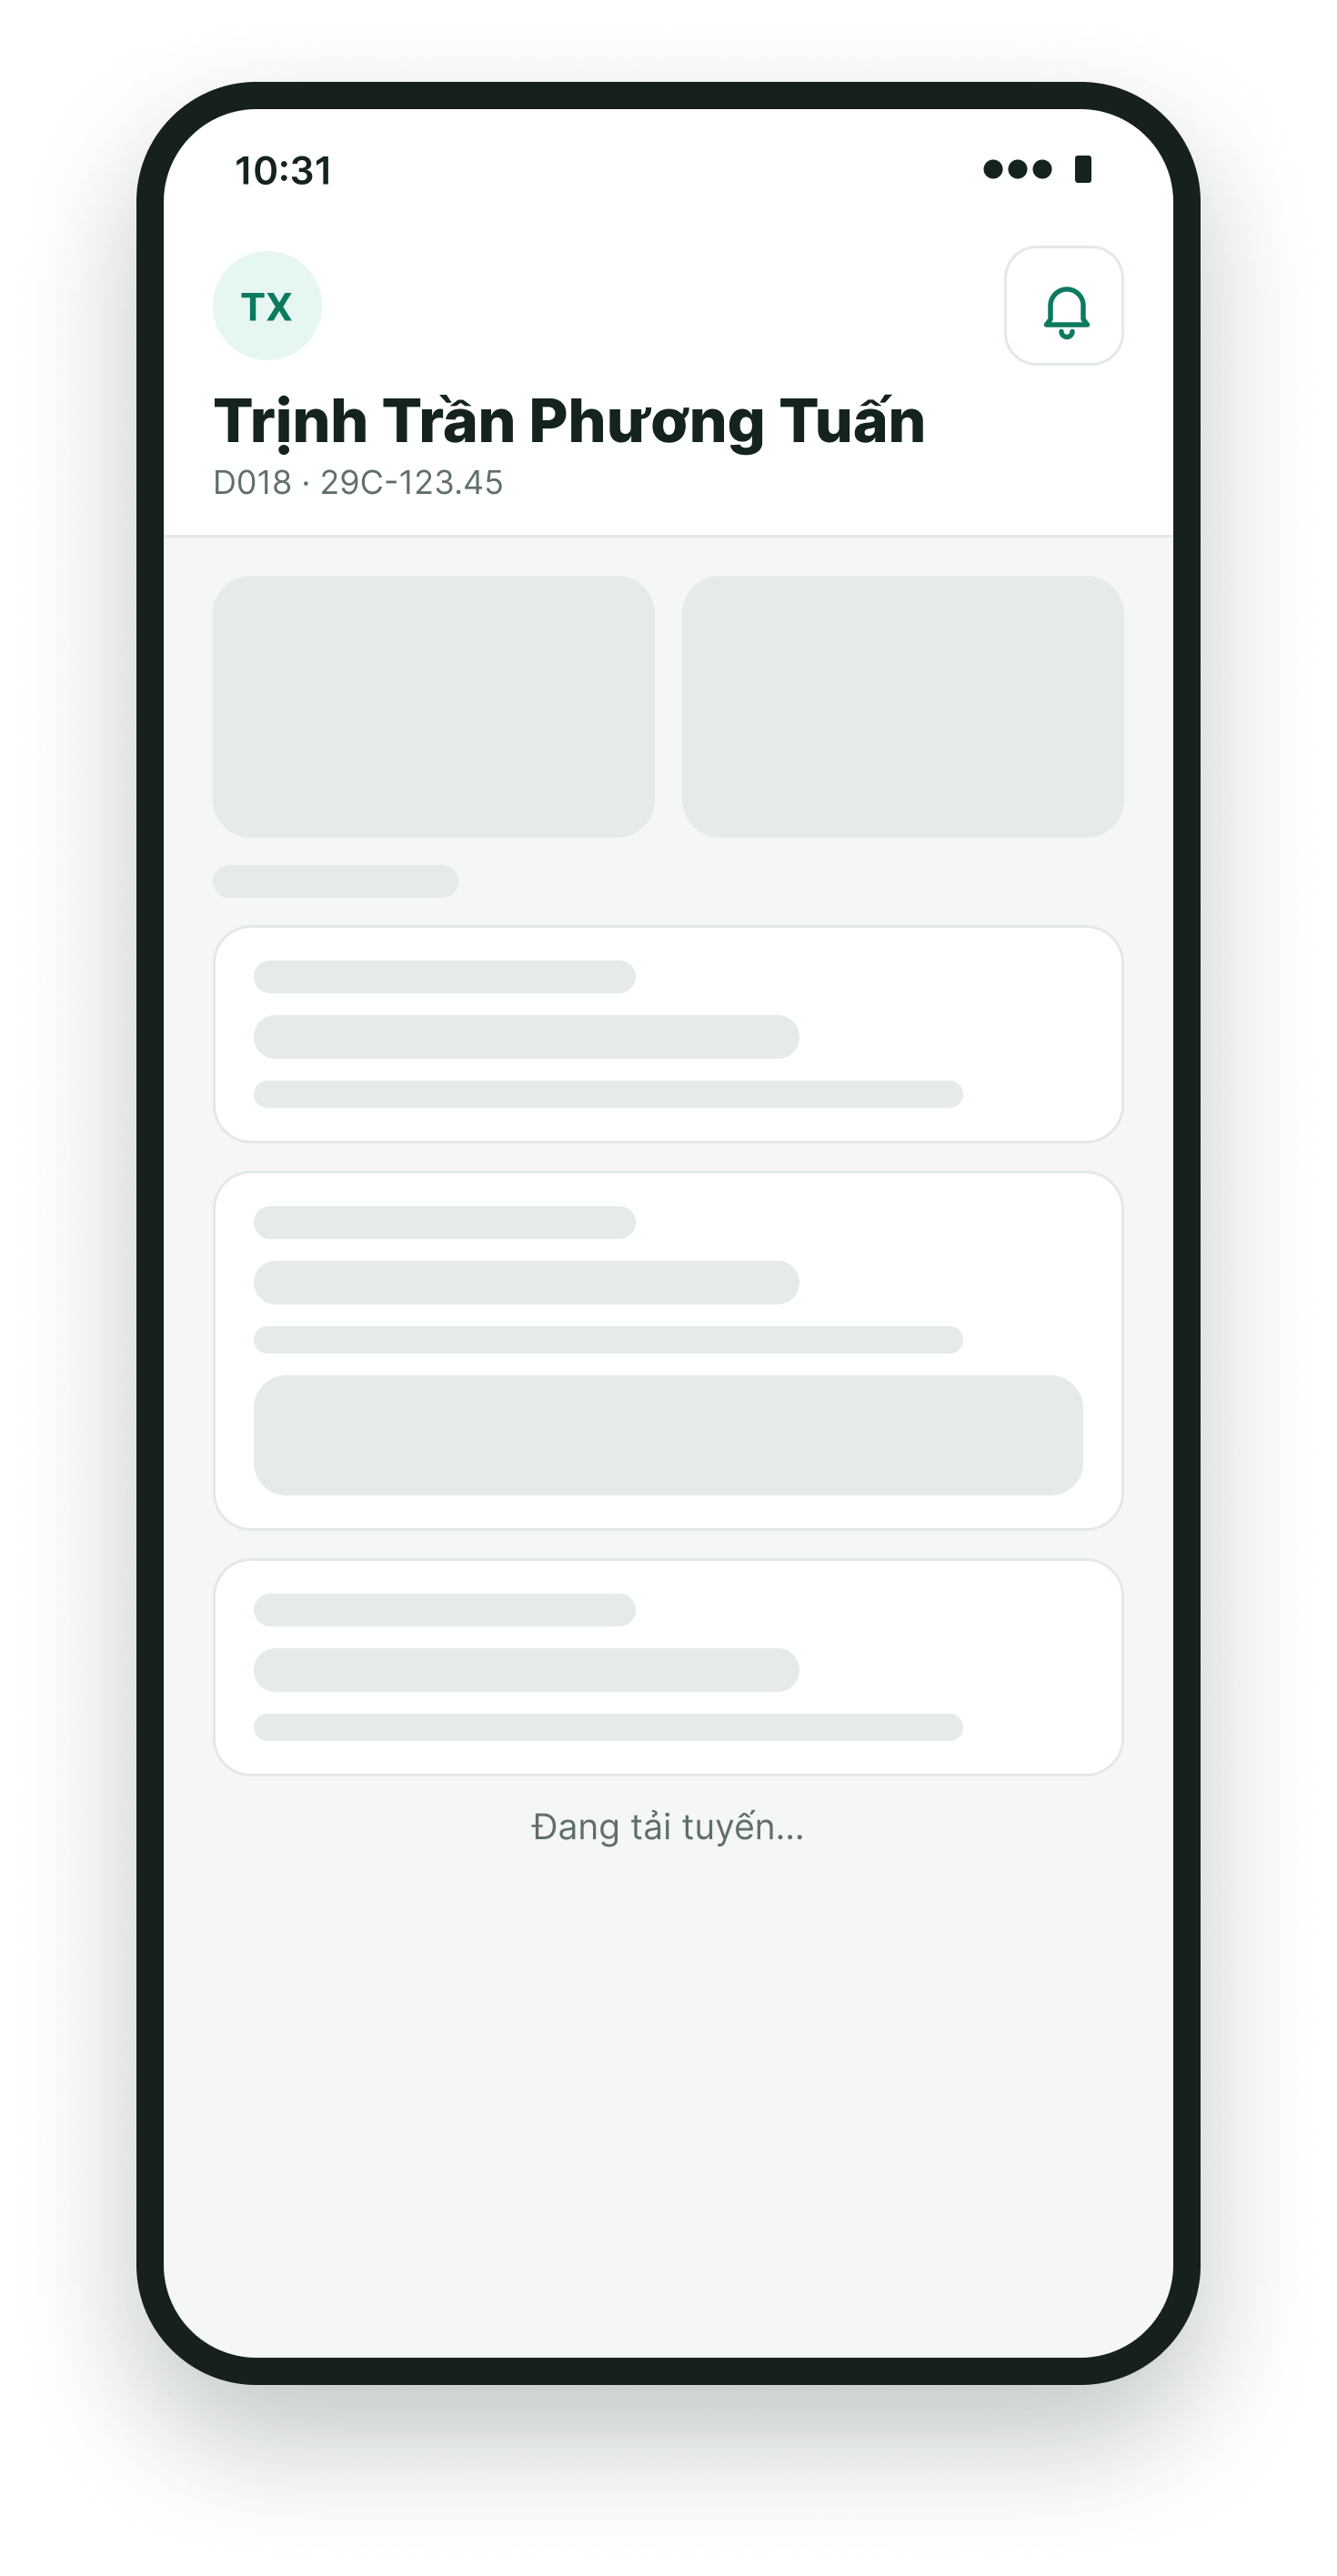 10:31
TX
Trịnh Trần Phương Tuấn
D018 · 29C-123.45
Đang tải tuyến...